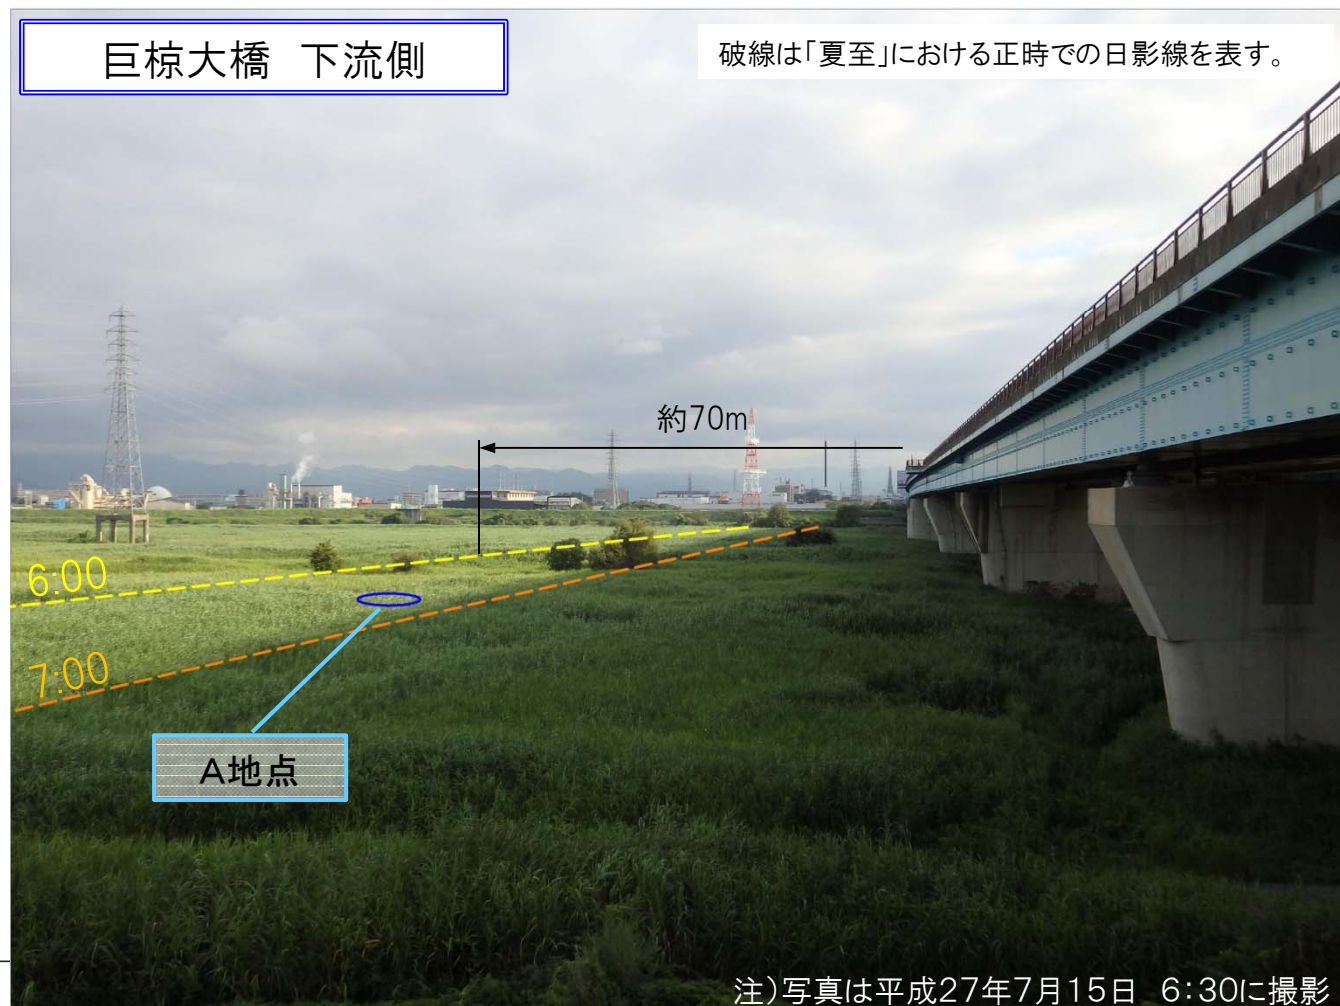 巨椋大橋 下流側
破線は「夏至」における正時での日影線を表す。
約70m
6:00
7:00
A地点
注)写真は平成27年7月15日 6:30に撮影